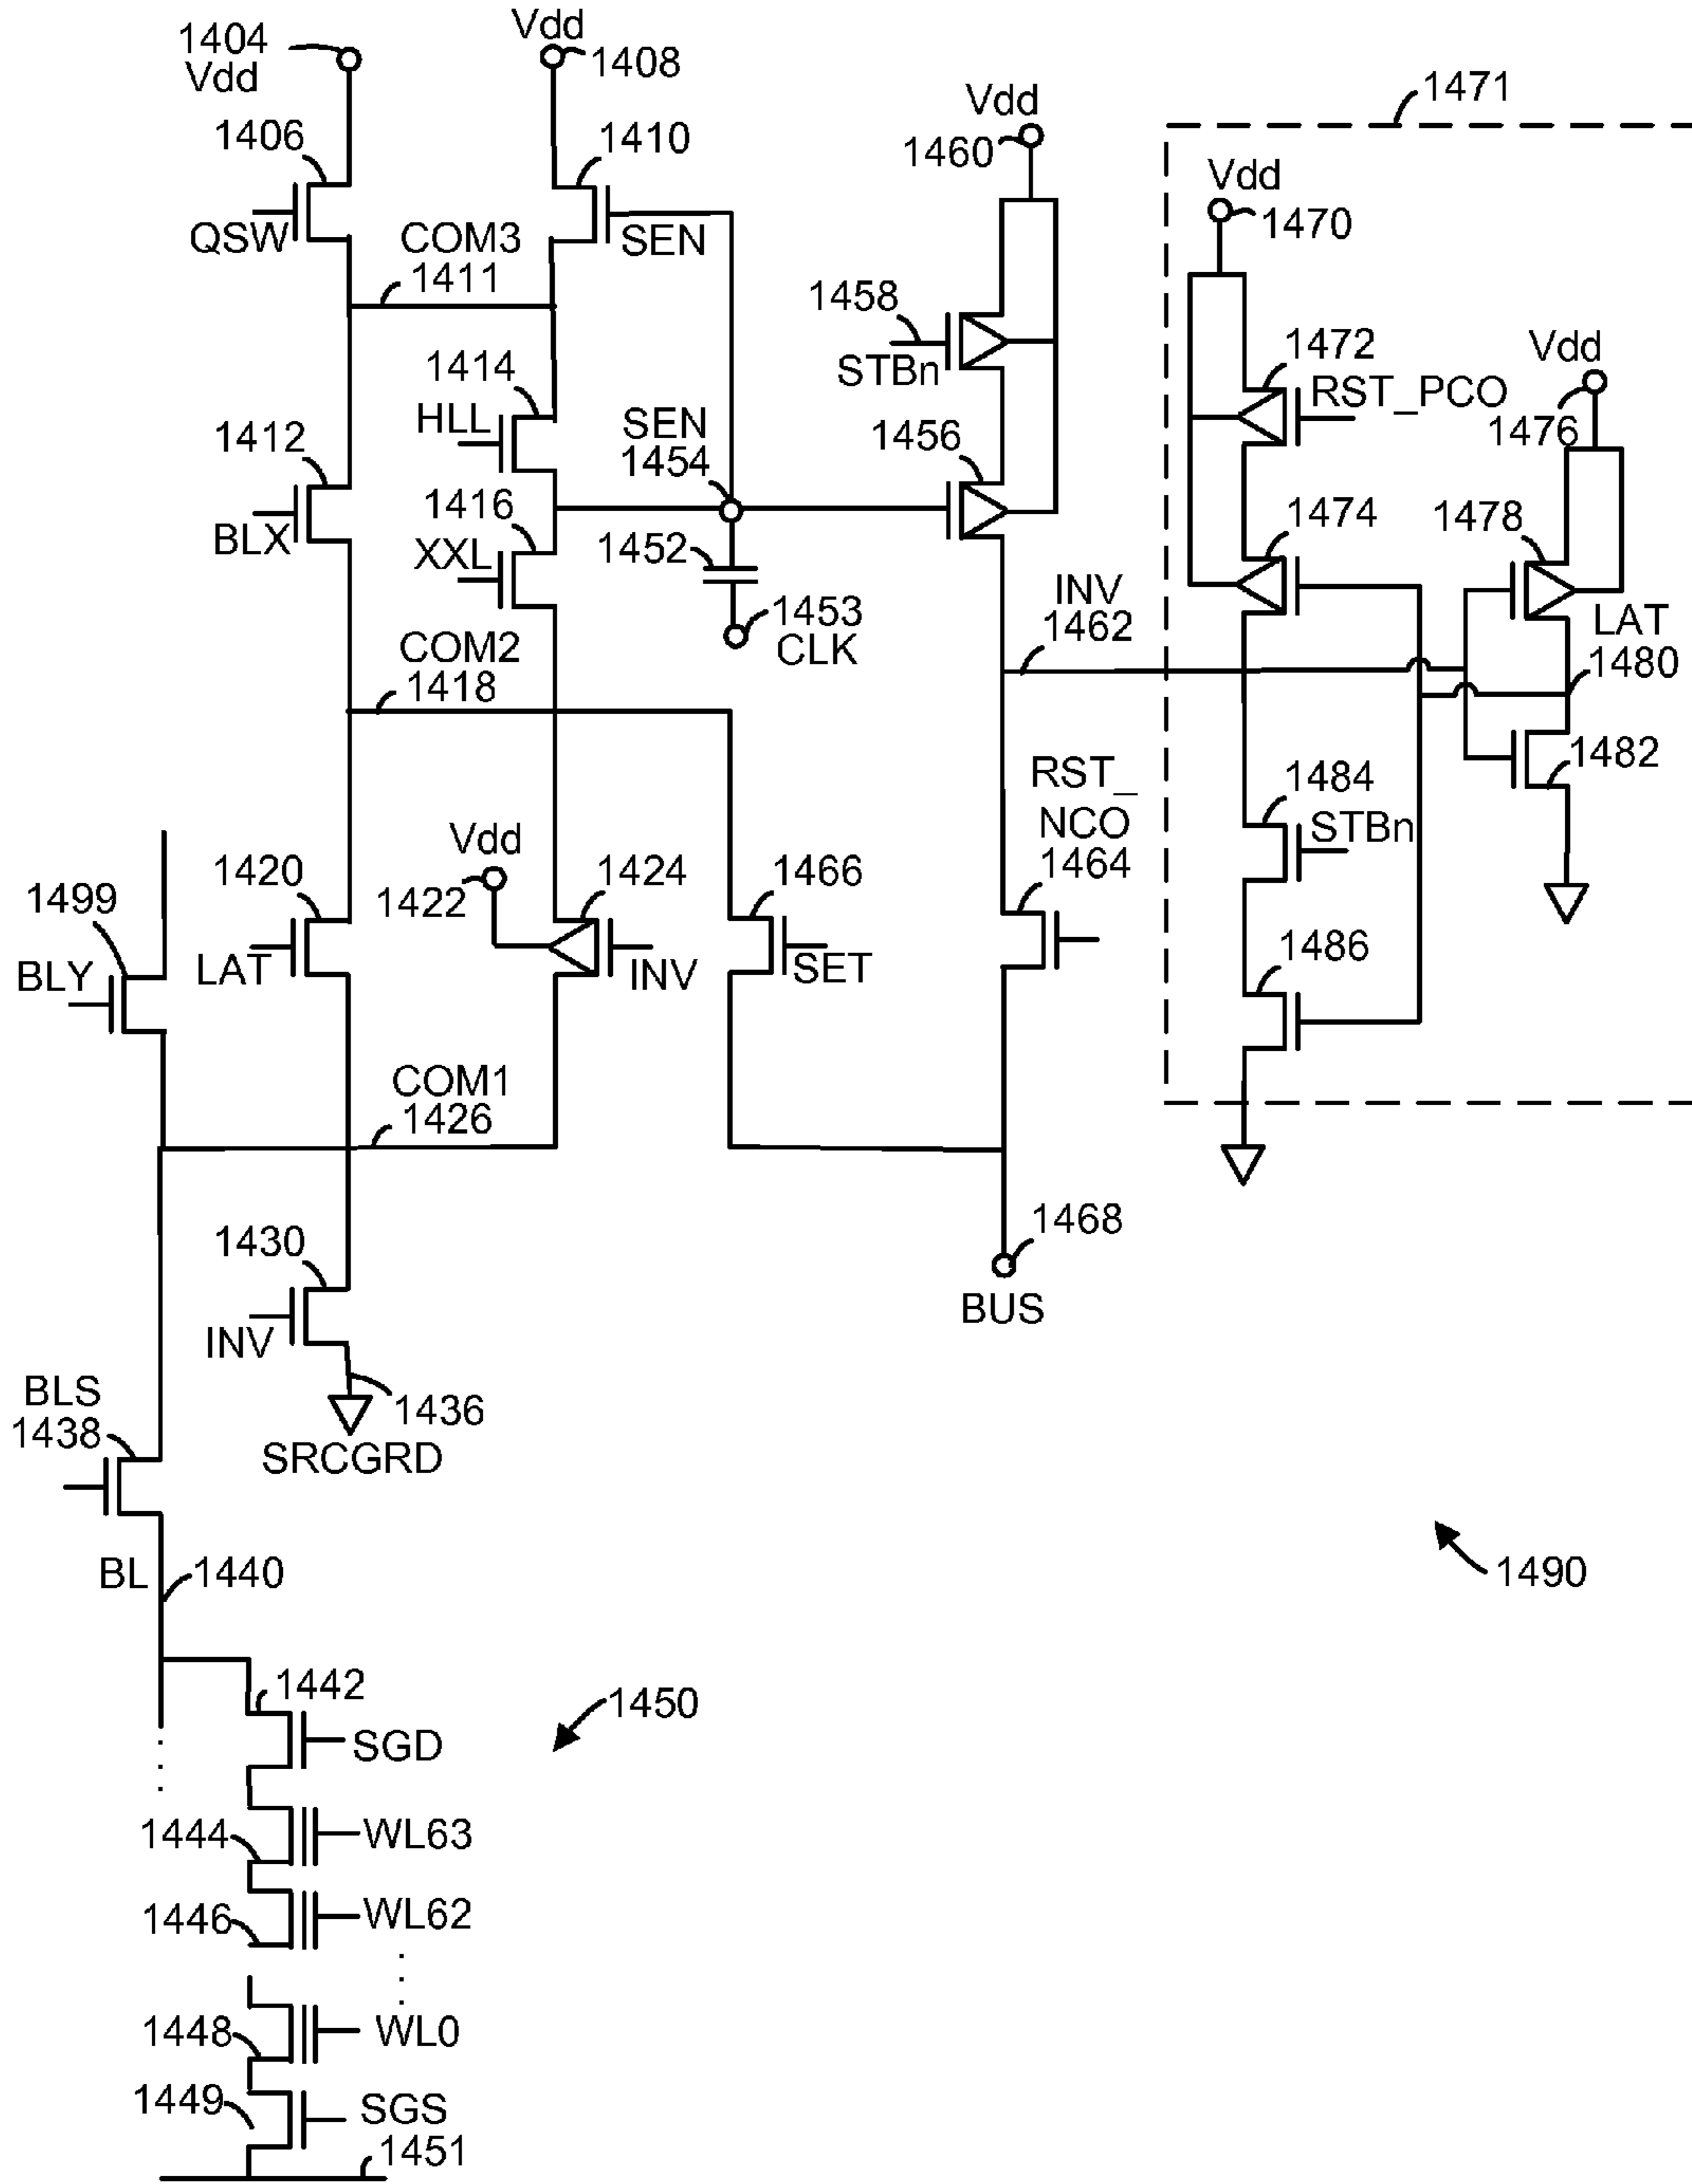 1404
Vdd
Vdd
1408
1471
Vdd
1460
1406
1410
Vdd
1470
QSW
COM3
1411
SEN
1458
STBn
1472
RST_PCO
Vdd
1476
1414
HLL
SEN
1454
1412
1456
1474
1478
BLX
1416
XXL
1452
1453
CLK
INV
1462
LAT
1480
COM2
1418
RST_
NCO
1464
1484
STBn
1482
Vdd
1422
1420
1424
1466
1499
BLY
LAT
INV
SET
1486
COM1
1426
1430
INV
1468
BUS
1436
SRCGRD
BLS
1438
BL
1440
1490
1442
SGD
1450
1444
WL63
1446
WL62
1448
WL0
1449
SGS
1451